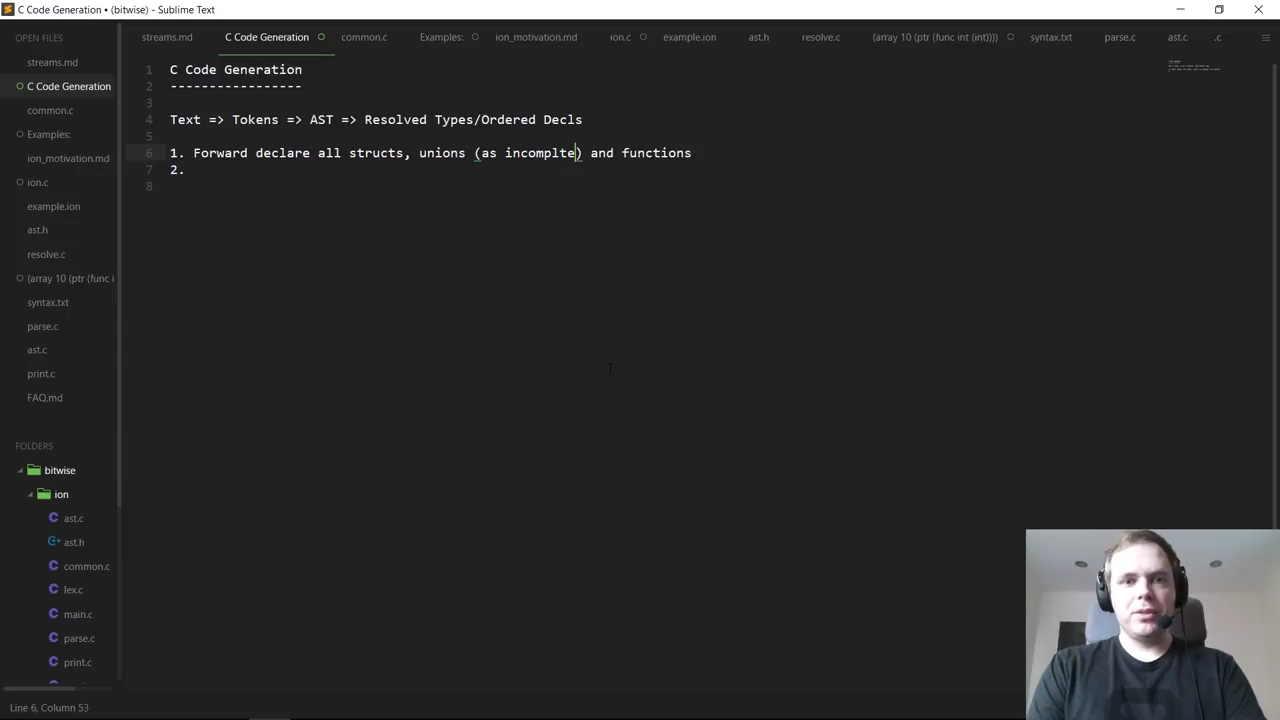 C Code Generation • (bitwise) - Sublime Text
OPEN FILES
streams.md
C Code Generation
common.c
Examples:
ion_motivation.md
ion.c
example.ion
ast.h
resolve.c
(array 10 (ptr (func i
syntax.txt
parse.c
ast.c
print.c
FAQ.md
FOLDERS
bitwise
ion
ast.c
ast.h
common.c
lex.c
main.c
parse.c
print.c
streams.md
C Code Generation
common.c
Examples:
ion_motivation.md
ion.c
example.ion
ast.h
resolve.c
(array 10 (ptr (func int (int))))
syntax.txt
parse.c
ast.c
.c
1 C Code Generation
2 -----------------
3
4 Text => Tokens => AST => Resolved Types/Ordered Decls
5
6 1. Forward declare all structs, unions (as incomplte) and functions
7 2.
8
Line 6, Column 53